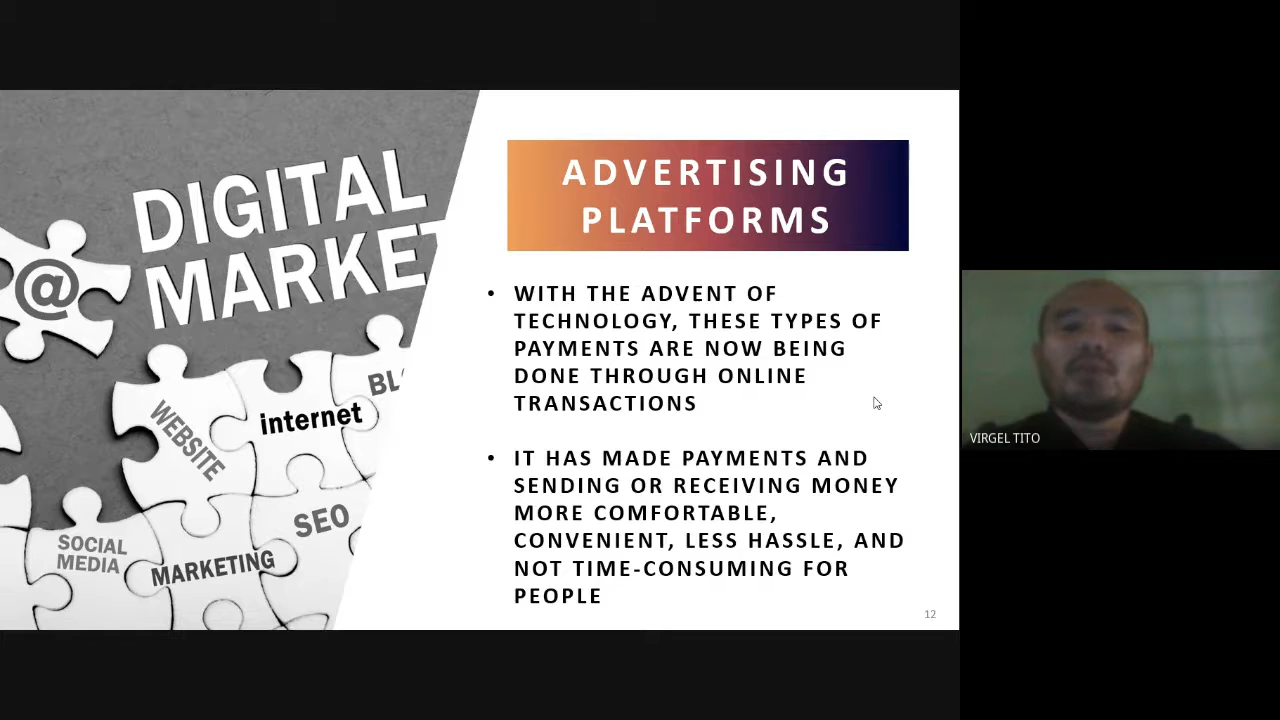 DIGITAL
MARKET
@
BL
internet
WEBSITE
SEO
SOCIAL
MEDIA
MARKETING
ADVERTISING
PLATFORMS
• WITH THE ADVENT OF
TECHNOLOGY, THESE TYPES OF
PAYMENTS ARE NOW BEING
DONE THROUGH ONLINE
TRANSACTIONS
• IT HAS MADE PAYMENTS AND
SENDING OR RECEIVING MONEY
MORE COMFORTABLE,
CONVENIENT, LESS HASSLE, AND
NOT TIME-CONSUMING FOR
PEOPLE
12
VIRGEL TITO